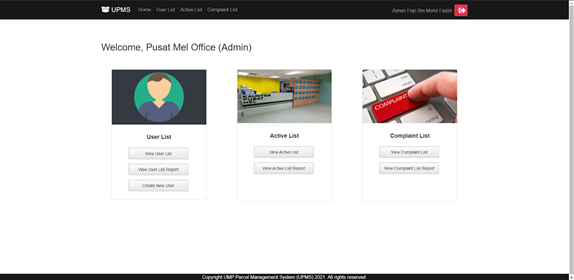 UPMS Home User List Active List Complaint List Aiman Fiqri Bin Mohd Fadzli
Welcome, Pusat Mel Office (Admin)
COMPLAINT
User List
View User List
View User List Report
Create New User
Active List
View Active List
View Active List Report
Complaint List
View Complaint List
View Complaint List Report
Copyright UMP Parcel Management System (UPMS) 2021. All rights reserved.